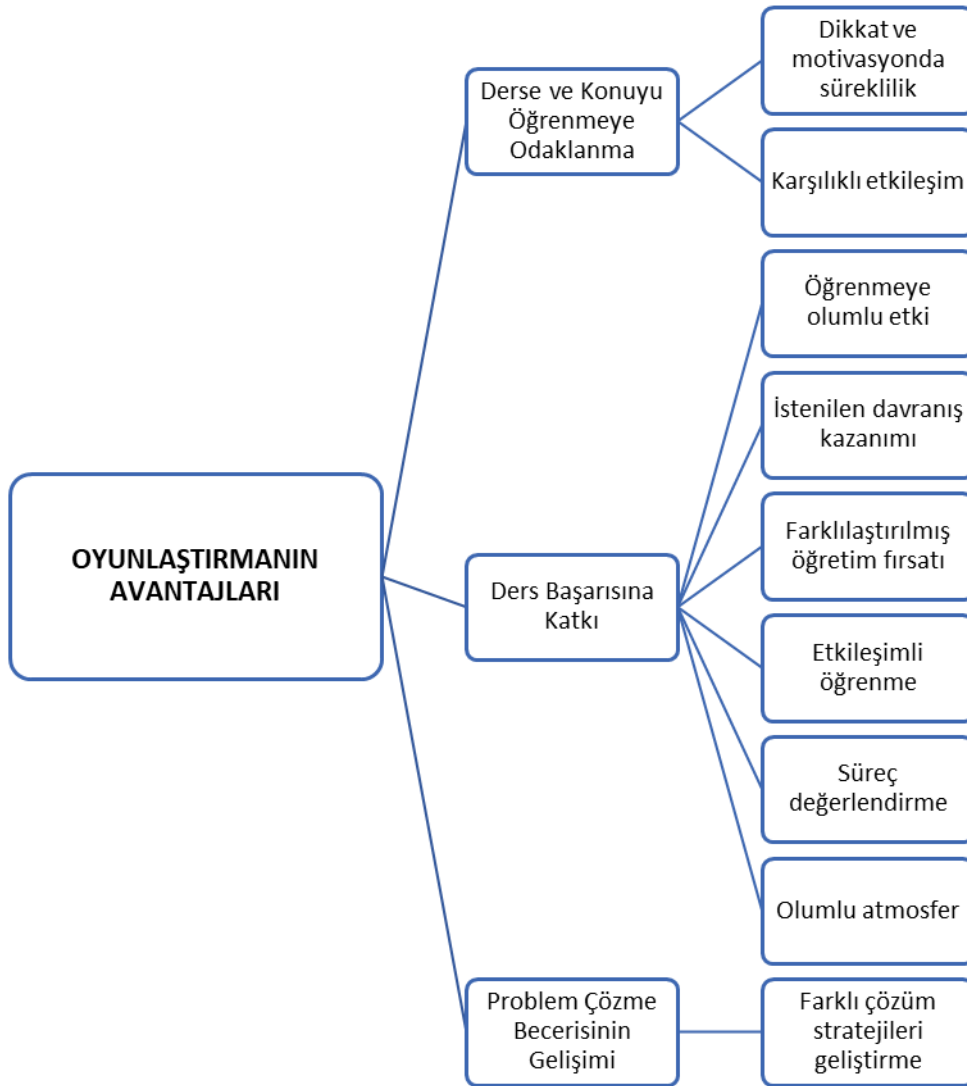 Dikkat ve
motivasyonda
süreklilik
Derse ve Konuyu
Öğrenmeye
Odaklanma
Karşılıklı etkileşim
Öğrenmeye
olumlu etki
İstenilen davranış
kazanımı
Farklılaştırılmış
öğretim fırsatı
OYUNLAŞTIRMANIN
AVANTAJLARI
Ders Başarısına
Katkı
Etkileşimli
öğrenme
Süreç
değerlendirme
Olumlu atmosfer
Problem Çözme
Becerisinin
Gelişimi
Farklı çözüm
stratejileri
geliştirme